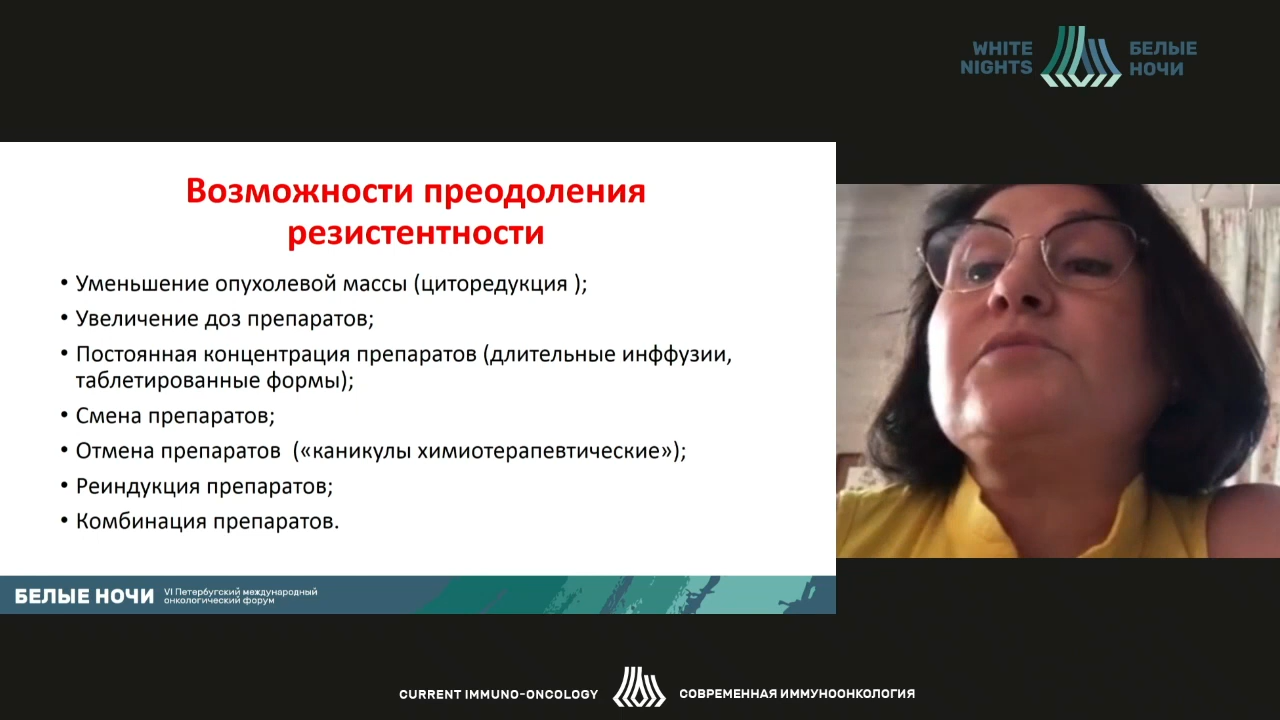 WHITE
NIGHTS
БЕЛЫЕ
НОЧИ
Возможности преодоления
резистентности
• Уменьшение опухолевой массы (циторедукция );
• Увеличение доз препаратов;
• Постоянная концентрация препаратов (длительные инффузии,
таблетированные формы);
• Смена препаратов;
• Отмена препаратов  («каникулы химиотерапевтические»);
• Реиндукция препаратов;
• Комбинация препаратов.
БЕЛЫЕ НОЧИ
VI Петербугский международный
онкологический форум
CURRENT IMMUNO-ONCOLOGY
СОВРЕМЕННАЯ ИММУНООНКОЛОГИЯ